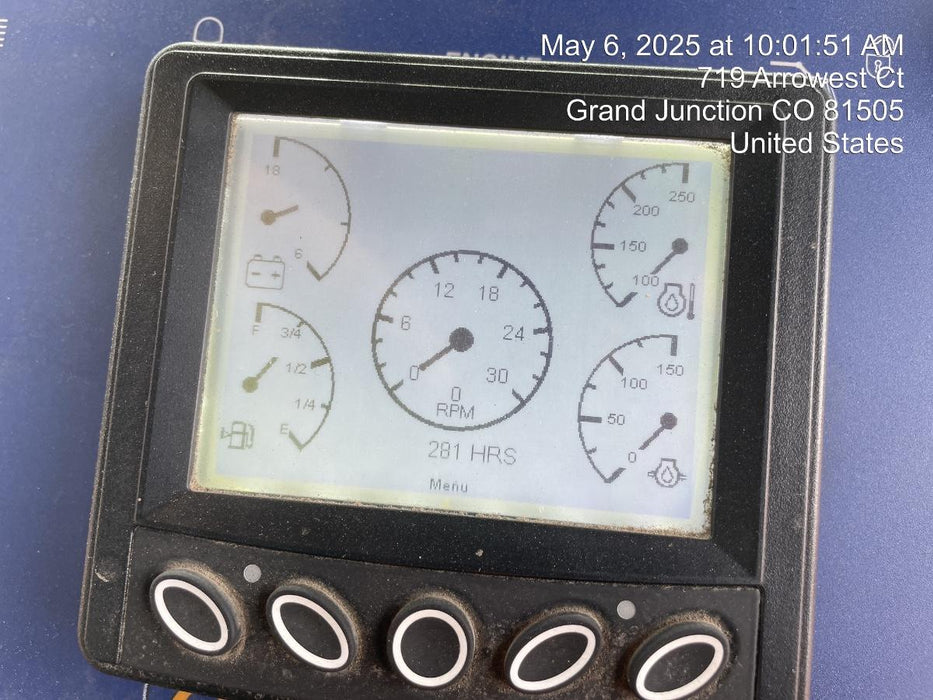 May 6, 2025 at 10:01:51 AM
719 Arrowest Ct
Grand Junction CO 81505
United States
ENGINE
18
6
F
3/4
1/2
1/4
E
0
6
12
18
24
30
0
RPM
281 HRS
Menu
250
200
150
100
150
100
50
0